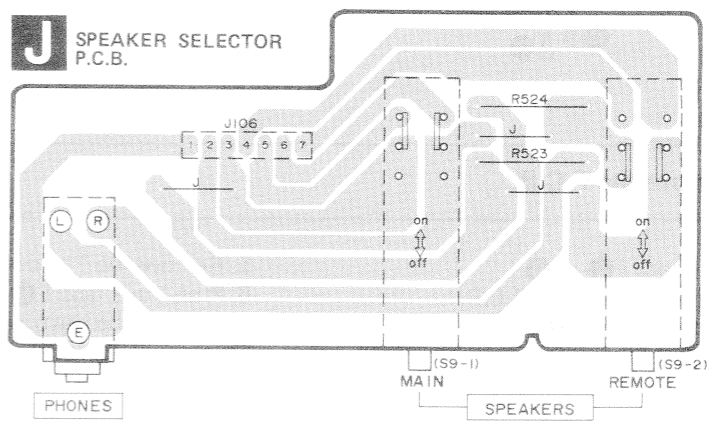 J SPEAKER SELECTOR
P.C.B.
J106
1 2 3 4 5 6 7
J
R524
J
R523
J
L R
E
on
off
on
off
(S9-1)
(S9-2)
MAIN
REMOTE
PHONES
SPEAKERS